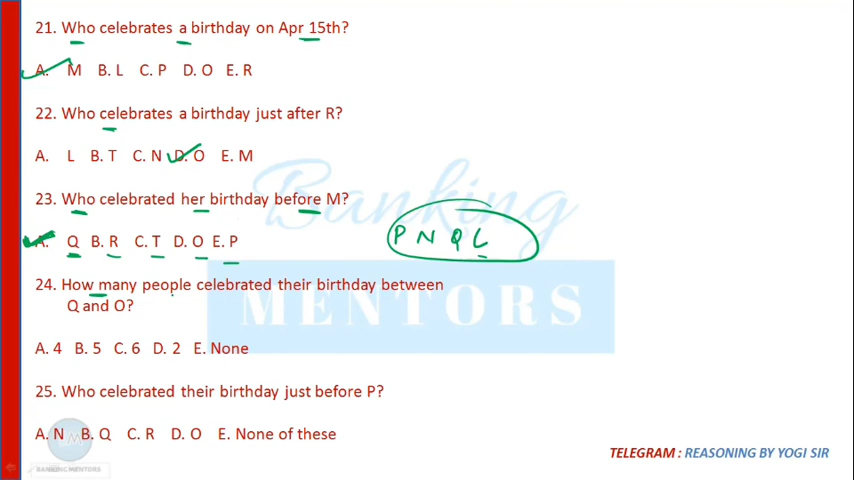 21. Who celebrates a birthday on Apr 15th?
A. M B. L C. P D. O E. R
22. Who celebrates a birthday just after R?
A. L B. T C. N D. O E. M
23. Who celebrated her birthday before M?
A. Q B. R C. T D. O E. P
P N Q L
24. How many people celebrated their birthday between
Q and O?
A. 4 B. 5 C. 6 D. 2 E. None
25. Who celebrated their birthday just before P?
A. N B. Q C. R D. O E. None of these
Banking
MENTORS
BANKING MENTORS
TELEGRAM : REASONING BY YOGI SIR